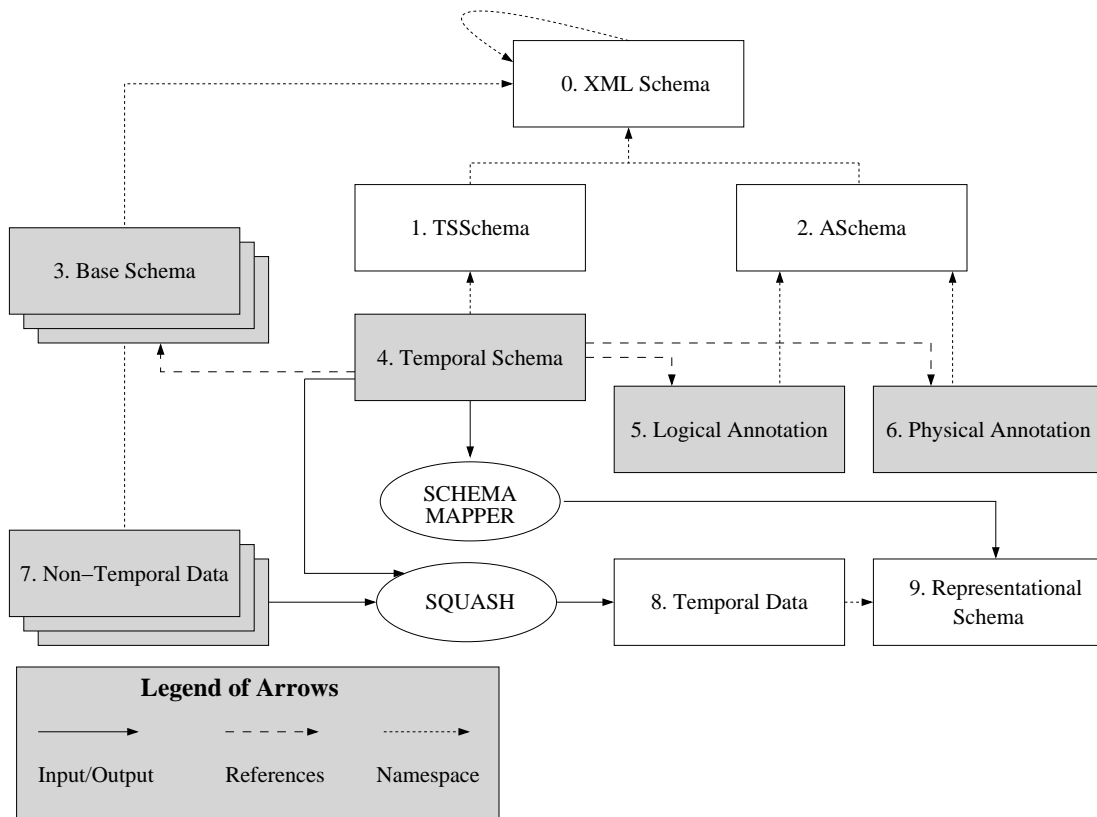 0. XML Schema
1. TSSchema
2. ASchema
3. Base Schema
4. Temporal Schema
5. Logical Annotation
6. Physical Annotation
SCHEMA
MAPPER
7. Non−Temporal Data
SQUASH
8. Temporal Data
9. Representational
Schema
Legend of Arrows
Input/Output
References
Namespace